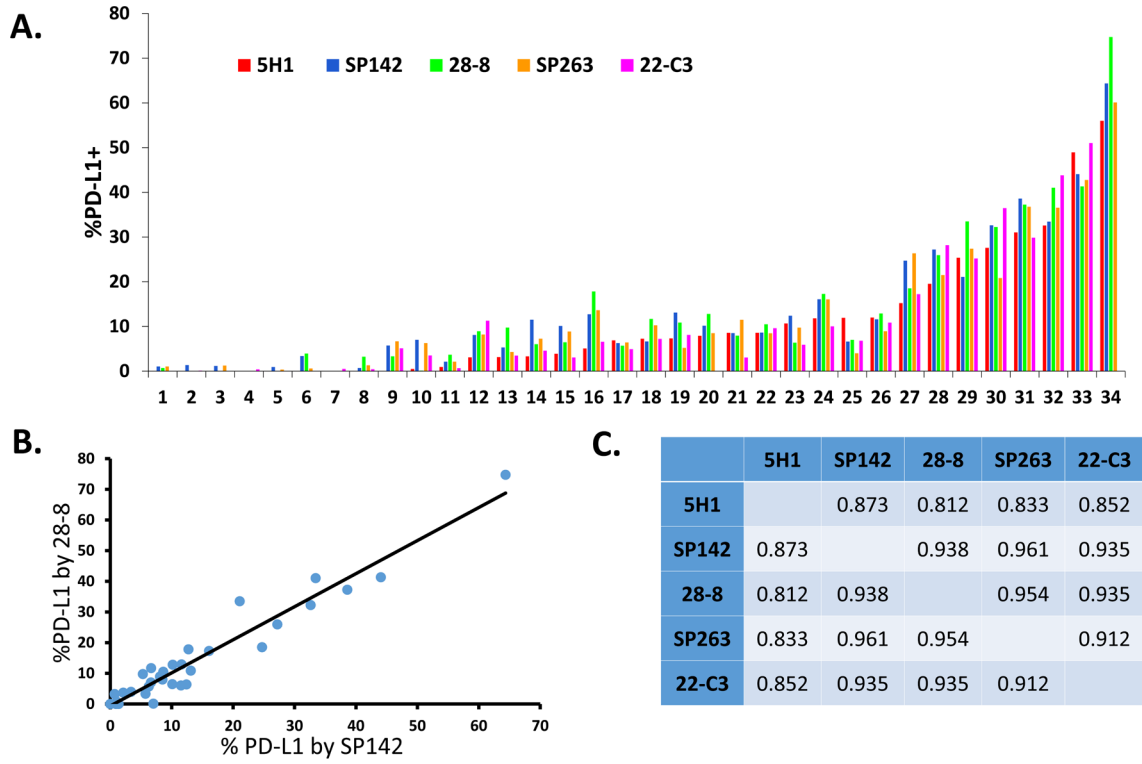 A.
80
70
60
50
40
30
20
10
0
%PD-L1+
5H1 SP142 28-8 SP263 22-C3
1 2 3 4 5 6 7 8 9 10 11 12 13 14 15 16 17 18 19 20 21 22 23 24 25 26 27 28 29 30 31 32 33 34
B.
80
70
60
50
40
30
20
10
0
%PD-L1 by 28-8
0 10 20 30 40 50 60 70
% PD-L1 by SP142
C.
5H1 SP142 28-8 SP263 22-C3
5H1 0.873 0.812 0.833 0.852
SP142 0.873 0.938 0.961 0.935
28-8 0.812 0.938 0.954 0.935
SP263 0.833 0.961 0.954 0.912
22-C3 0.852 0.935 0.935 0.912